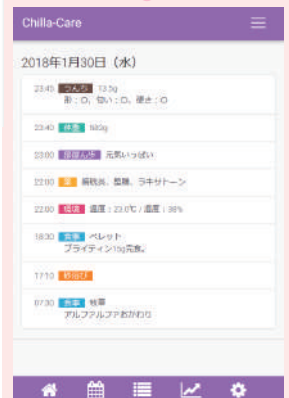 Chilla-Care
2018年1月30日（水）
23:45 うんち 13.5g
形：○、匂い：○、硬さ：○
23:40 体重 580g
23:00 部屋んぽ 元気いっぱい
22:00 薬 整腸、ラキサトーン
22:00 環境 温度：23.0℃ / 湿度：38%
18:30 食事 ペレット
プライティン15g完食。
17:10 砂浴び
07:30 食事 牧草
アルファルファおかわり